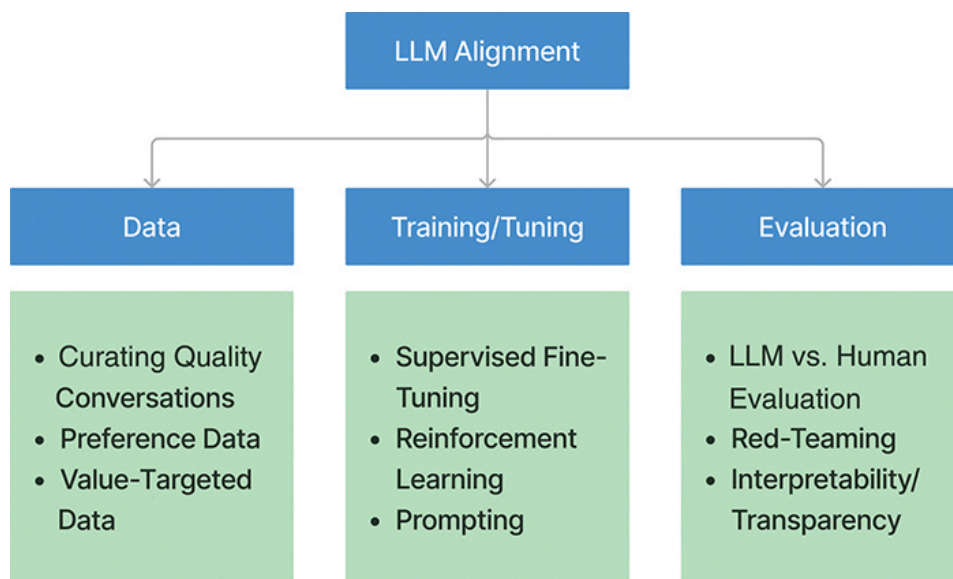 LLM Alignment
Data
Training/Tuning
Evaluation
• Curating Quality
Conversations
• Preference Data
• Value-Targeted
Data
• Supervised Fine-
Tuning
• Reinforcement
Learning
• Prompting
• LLM vs. Human
Evaluation
• Red-Teaming
• Interpretability/
Transparency